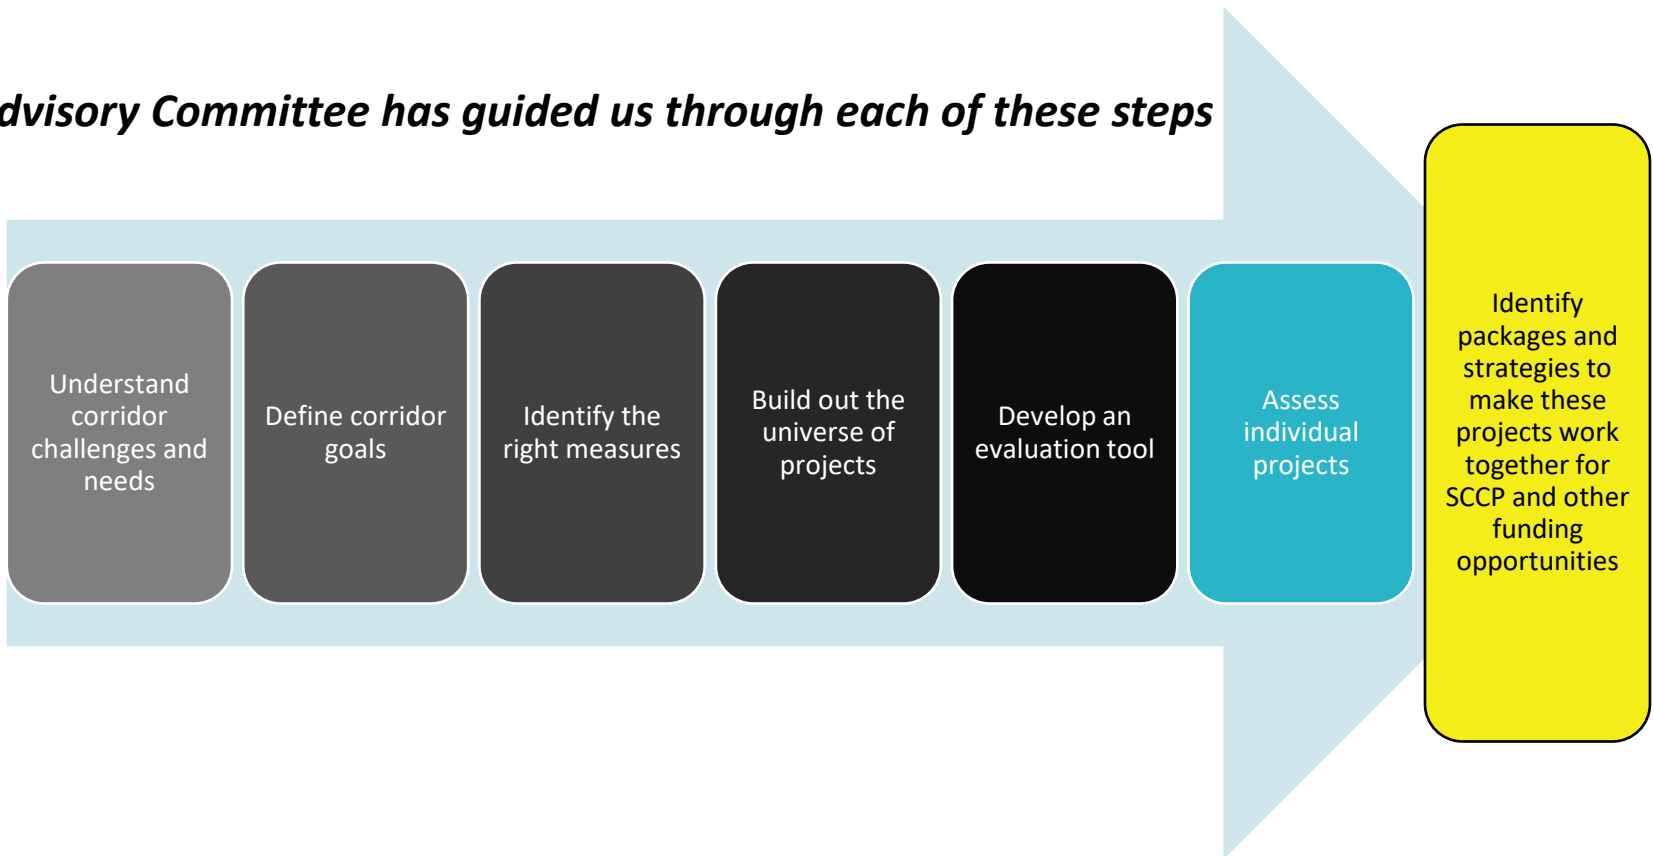 dvisory Committee has guided us through each of these steps
Understand
corridor
challenges and
needs
Define corridor
goals
Identify the
right measures
Build out the
universe of
projects
Develop an
evaluation tool
Assess
individual
projects
Identify
packages and
strategies to
make these
projects work
together for
SCCP and other
funding
opportunities